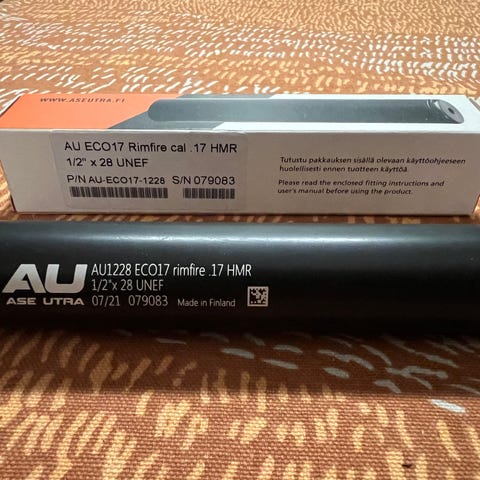 WWW.ASEUTRA.FI
AU ECO17 Rimfire cal .17 HMR
1/2" x 28 UNEF
P/N AU-ECO17-1228 S/N 079083
Tutustu pakkauksen sisällä olevaan käyttöohjeeseen
huolellisesti ennen tuotteen käyttöä.
Please read the enclosed fitting instructions and
user's manual before using the product.
AU
ASE UTRA
AU1228 ECO17 rimfire .17 HMR
1/2"x 28 UNEF
07/21 079083 Made in Finland